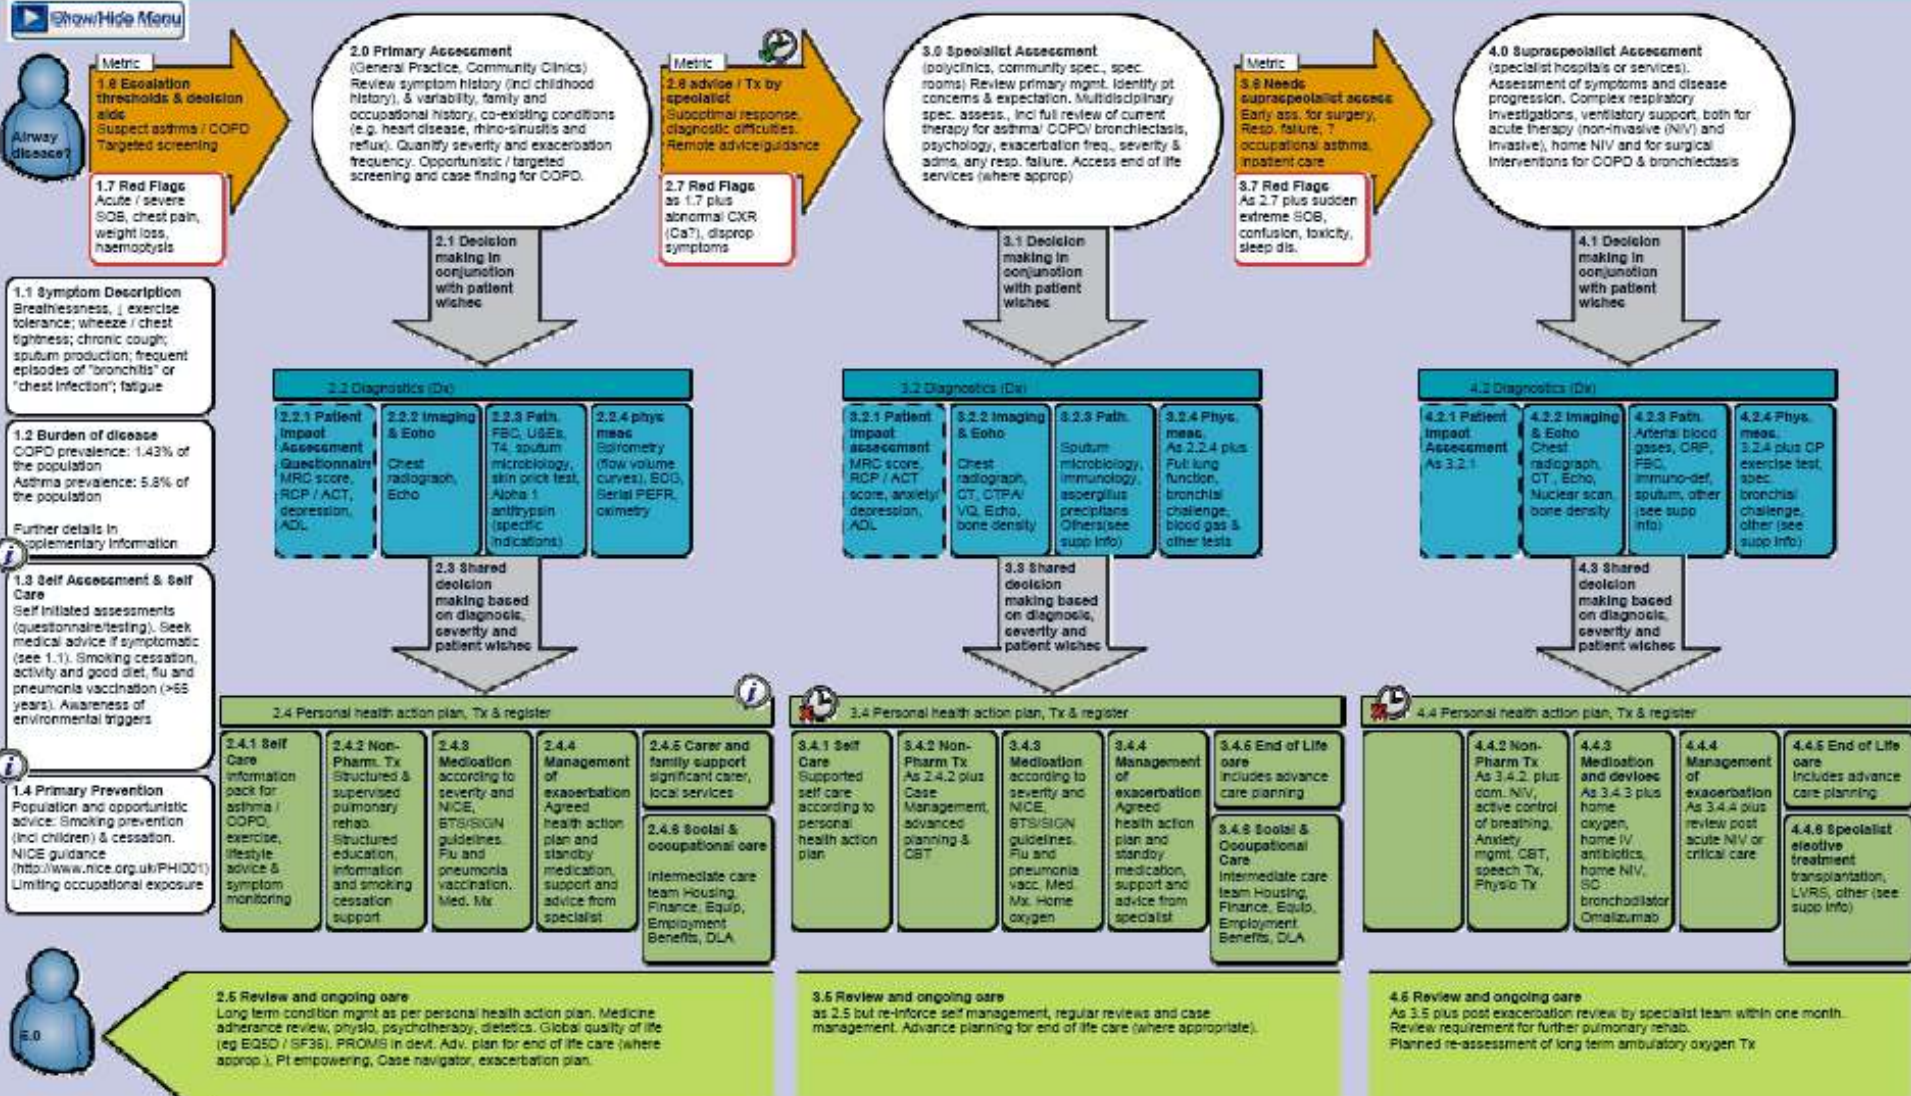 Show/Hide Menu
Airway
disease?
Metric
1.6 Escalation
thresholds & decision
aids
Suspect asthma / COPD
Targeted screening
1.7 Red Flags
Acute / severe
SOB, chest pain,
weight loss,
haemoptysis
2.0 Primary Assessment
(General Practice, Community Clinics)
Review symptom history (incl childhood
history), & variability, family and
occupational history, co-existing conditions
(e.g. heart disease, rhino-sinusitis and
reflux). Quantify severity and exacerbation
frequency. Opportunistic / targeted
screening and case finding for COPD.
Metric
2.6 advise / Tx by
specialist
Suboptimal response,
diagnostic difficulties.
Remote advice/guidance
2.7 Red Flags
as 1.7 plus
abnormal CXR
(Ca?), disprop
symptoms
3.0 Specialist Assessment
(polyclinics, community spec., spec.
rooms) Review primary mgmt. Identify pt
concerns & expectation. Multidisciplinary
spec. assess., incl full review of current
therapy for asthma/ COPD/ bronchiectasis,
psychology, exacerbation freq., severity &
adms, any resp. failure. Access end of life
services (where approp)
Metric
3.6 Needs
supraspecialist assess
Early ass. for surgery,
Resp. failure, ?
occupational asthma,
inpatient care
3.7 Red Flags
As 2.7 plus sudden
extreme SOB,
confusion, toxicity,
sleep dis.
4.0 Supraspecialist Assessment
(specialist hospitals or services).
Assessment of symptoms and disease
progression. Complex respiratory
investigations, ventilatory support, both for
acute therapy (non-invasive (NIV) and
invasive), home NIV and for surgical
interventions for COPD & bronchiectasis
1.1 Symptom Description
Breathlessness, ↓ exercise
tolerance; wheeze / chest
tightness; chronic cough;
sputum production; frequent
episodes of "bronchitis" or
"chest infection"; fatigue
1.2 Burden of disease
COPD prevalence: 1.43% of
the population
Asthma prevalence: 5.8% of
the population
Further details in
supplementary information
1.3 Self Assessment & Self
Care
Self initiated assessments
(questionnaire/testing). Seek
medical advice if symptomatic
(see 1.1). Smoking cessation,
activity and good diet, flu and
pneumonia vaccination (>65
years). Awareness of
environmental triggers
1.4 Primary Prevention
Population and opportunistic
advice: Smoking prevention
(incl children) & cessation.
NICE guidance
(http://www.nice.org.uk/PHI001)
Limiting occupational exposure
2.1 Decision
making in
conjunction
with patient
wishes
2.2 Diagnostics (Dx)
2.2.1 Patient
Impact
Assessment
Questionnaire
MRC score,
RCP / ACT,
depression,
ADL
2.2.2 Imaging
& Echo
Chest
radiograph,
Echo
2.2.3 Path.
FBC, U&Es,
T4, sputum
microbiology,
skin prick test,
Alpha 1
antitrypsin
(specific
indications)
2.2.4 phys
meas
Spirometry
(flow volume
curves), ECG,
Serial PEFR,
oximetry
2.3 Shared
decision
making based
on diagnosis,
severity and
patient wishes
2.4 Personal health action plan, Tx & register
2.4.1 Self
Care
Information
pack for
asthma /
COPD,
exercise,
lifestyle
advice &
symptom
monitoring
2.4.2 Non-
Pharm. Tx
Structured &
supervised
pulmonary
rehab.
Structured
education,
information
and smoking
cessation
support
2.4.3
Medication
according to
severity and
NICE,
BTS/SIGN
guidelines.
Flu and
pneumonia
vaccination.
Med. Mx
2.4.4
Management
of
exacerbation
Agreed
health action
plan and
standby
medication,
support and
advice from
specialist
2.4.5 Carer and
family support
significant carer,
local services
2.4.6 Social &
occupational care
Intermediate care
team Housing,
Finance, Equip,
Employment
Benefits, DLA
3.1 Decision
making in
conjunction
with patient
wishes
3.2 Diagnostics (Dx)
3.2.1 Patient
Impact
assessment
MRC score,
RCP / ACT
score, anxiety/
depression,
ADL
3.2.2 Imaging
& Echo
Chest
radiograph,
CT, CTPA/
VQ, Echo,
bone density
3.2.3 Path.
Sputum
microbiology,
immunology,
aspergillus
precipitans
Others(see
supp info)
3.2.4 Phys.
meas.
As 2.2.4 plus
Full lung
function,
bronchial
challenge,
blood gas &
other tests
3.3 Shared
decision
making based
on diagnosis,
severity and
patient wishes
3.4 Personal health action plan, Tx & register
3.4.1 Self
Care
Supported
self care
according to
personal
health action
plan
3.4.2 Non-
Pharm Tx
As 2.4.2 plus
Case
Management,
advanced
planning &
CBT
3.4.3
Medication
according to
severity and
NICE,
BTS/SIGN
guidelines.
Flu and
pneumonia
vacc, Med.
Mx. Home
oxygen
3.4.4
Management
of
exacerbation
Agreed
health action
plan and
standby
medication,
support and
advice from
specialist
3.4.5 End of Life
care
Includes advance
care planning
3.4.6 Social &
Occupational
Care
Intermediate care
team Housing,
Finance, Equip,
Employment
Benefits, DLA
4.1 Decision
making in
conjunction
with patient
wishes
4.2 Diagnostics (Dx)
4.2.1 Patient
Impact
Assessment
As 3.2.1
4.2.2 Imaging
& Echo
Chest
radiograph,
CT, Echo,
Nuclear scan,
bone density
4.2.3 Path.
Arterial blood
gases, CRP,
FBC,
immuno-def,
sputum, other
(see supp
info)
4.2.4 Phys.
meas.
3.2.4 plus CP
exercise test,
spec.
bronchial
challenge,
other (see
supp info)
4.3 Shared
decision
making based
on diagnosis,
severity and
patient wishes
4.4 Personal health action plan, Tx & register
4.4.2 Non-
Pharm Tx
As 3.4.2, plus
dom. NIV,
active control
of breathing,
Anxiety
mgmt, CBT,
speech Tx,
Physio Tx
4.4.3
Medication
and devices
As 3.4.3 plus
home
oxygen,
home IV
antibiotics,
home NIV,
SC
bronchodilator
Omalizumab
4.4.4
Management
of
exacerbation
As 3.4.4 plus
review post
acute NIV or
critical care
4.4.5 End of Life
care
Includes advance
care planning
4.4.6 Specialist
elective
treatment
transplantation,
LVRS, other (see
supp info)
5.0
2.5 Review and ongoing care
Long term condition mgmt as per personal health action plan. Medicine
adherance review, physio, psychotherapy, dietetics. Global quality of life
(eg EQ5D / SF36). PROMS in devt. Adv. plan for end of life care (where
approp.), Pt empowering, Case navigator, exacerbation plan.
3.5 Review and ongoing care
as 2.5 but re-inforce self management, regular reviews and case
management. Advance planning for end of life care (where appropriate).
4.5 Review and ongoing care
As 3.5 plus post exacerbation review by specialist team within one month.
Review requirement for further pulmonary rehab.
Planned re-assessment of long term ambulatory oxygen Tx